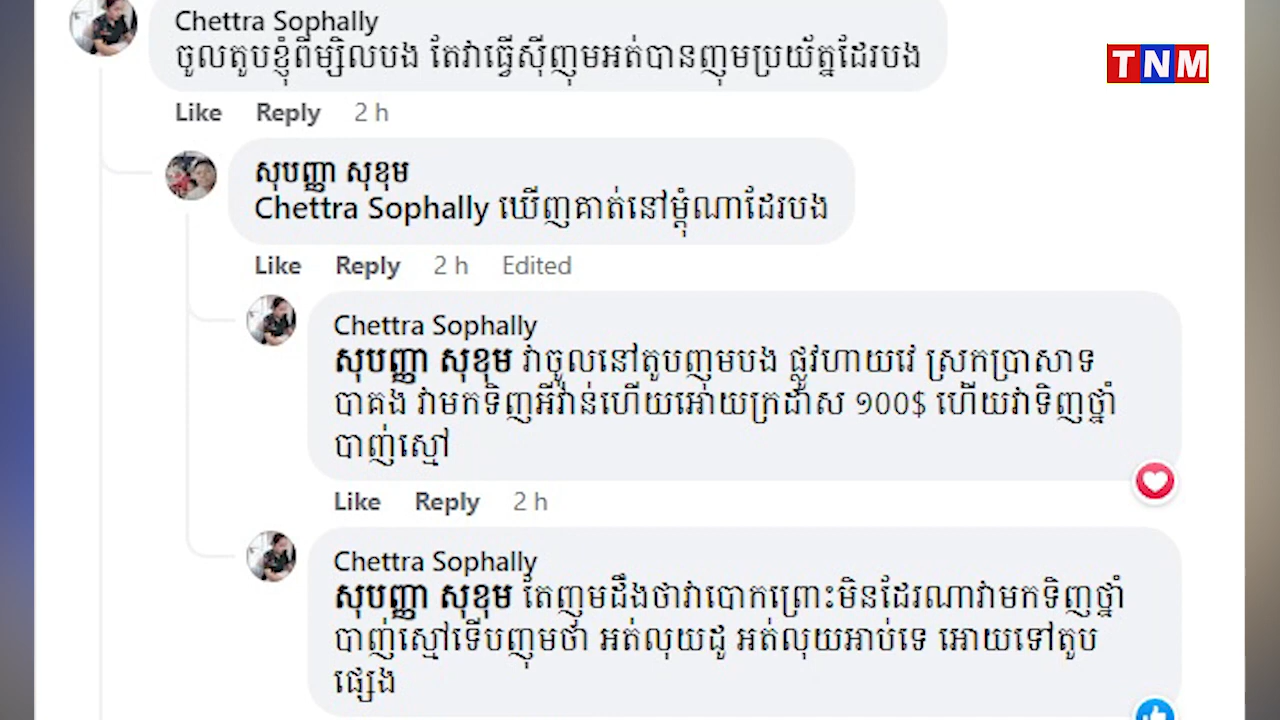 Chettra Sophally
ចូលតូបខ្ញុំពីម្សិលបង តែវាធ្វើស៊ីញុមអត់បានញុមប្រយ័ត្នដែរបង
TNM
Like Reply 2 h
សុបញ្ញា សុខុម
Chettra Sophally ឃើញគាត់នៅម្ដុំណាដែរបង
Like Reply 2 h Edited
Chettra Sophally
សុបញ្ញា សុខុម វាចូលនៅតូបញុមបង ផ្លូវហាយវេ ស្រុកប្រាសាទ
បាគង វាមកទិញអីវ៉ាន់ហើយអោយក្រដាស ១០០$ ហើយវាទិញថ្នាំ
បាញ់ស្មៅ
Like Reply 2 h
Chettra Sophally
សុបញ្ញា សុខុម តែញុមដឹងថាវាបោកព្រោះមិនដែរណាវាមកទិញថ្នាំ
បាញ់ស្មៅទើបញុមថា អត់លុយដូ អត់លុយអាប់ទេ អោយទៅតូប
ផ្សេង